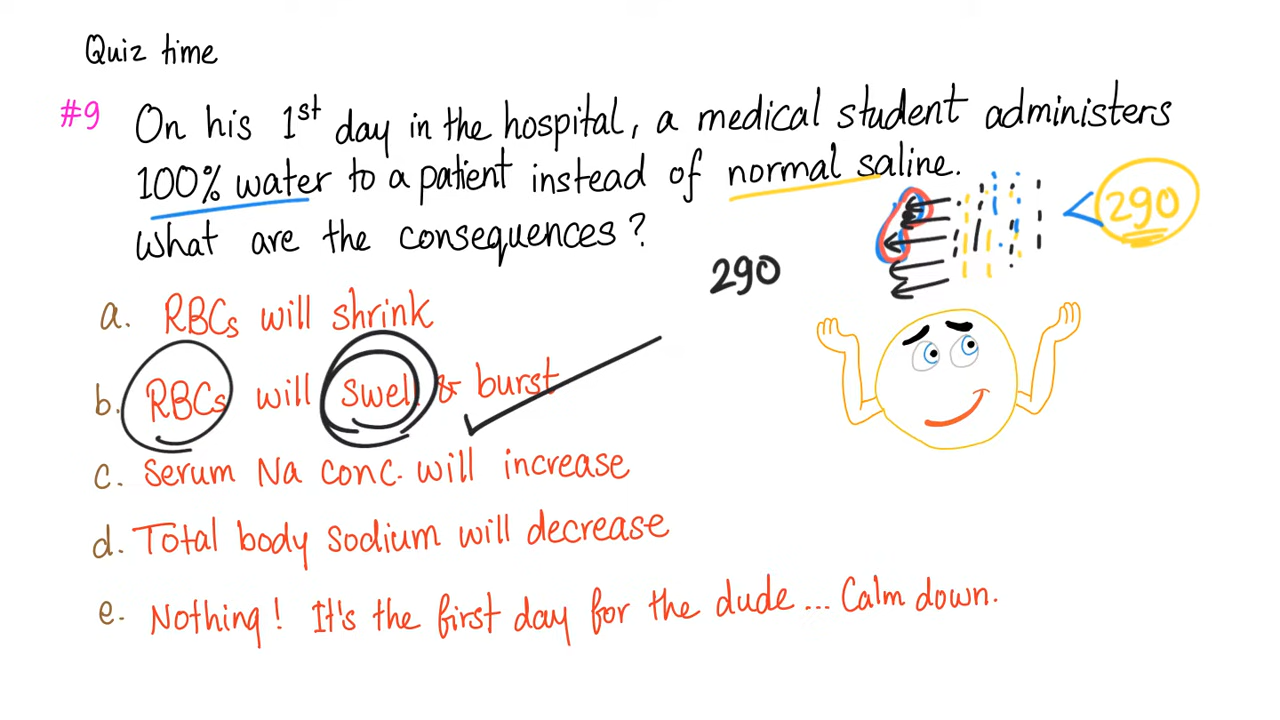 Quiz time
#9 On his 1st day in the hospital, a medical student administers
100% water to a patient instead of normal saline.
What are the consequences?
290
290
a. RBCs will shrink
b. RBCs will swell & burst
c. Serum Na conc. will increase
d. Total body sodium will decrease
e. Nothing! It's the first day for the dude... Calm down.